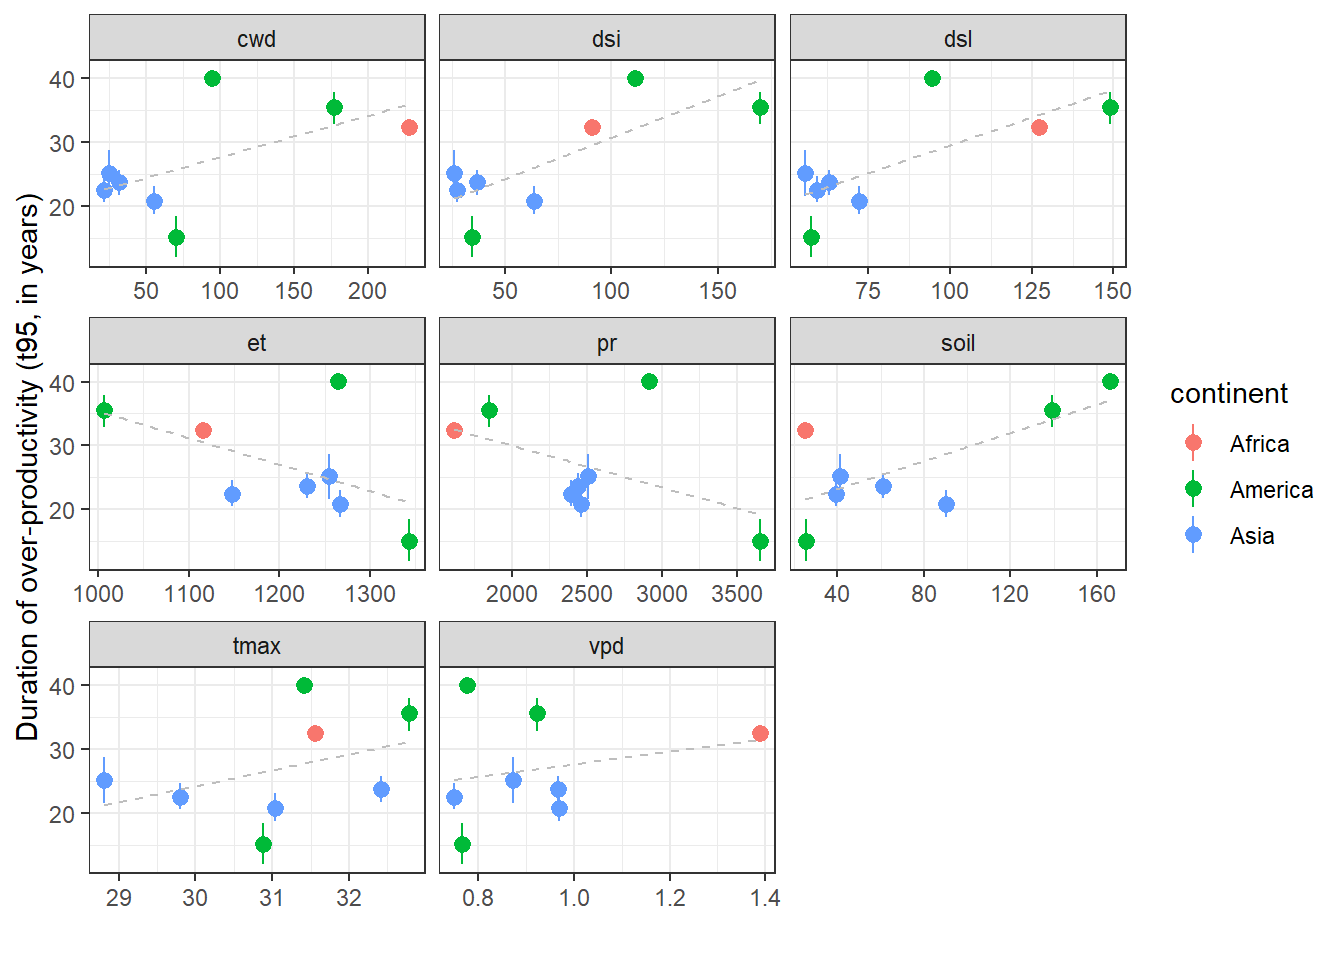 cwd dsi dsl
40
30
20
50 100 150 200 50 100 150 75 100 125 150
Duration of over-productivity (t95, in years)
et pr soil
40
30
20
1000 1100 1200 1300 2000 2500 3000 3500 40 80 120 160
continent
Africa
America
Asia
tmax vpd
40
30
20
29 30 31 32 0.8 1.0 1.2 1.4